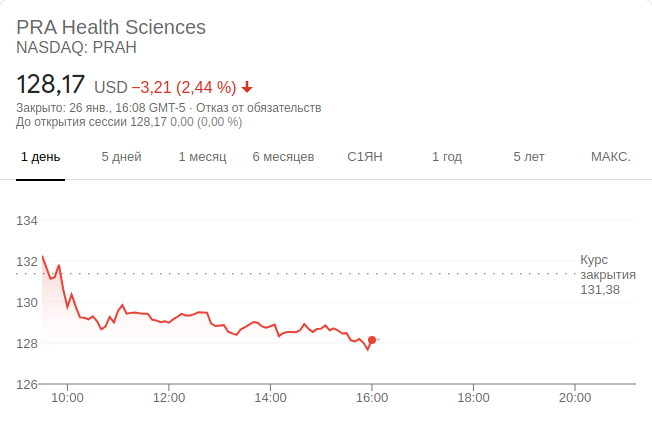 PRA Health Sciences
NASDAQ: PRAH
128,17 USD −3,21 (2,44 %)
Закрыто: 26 янв., 16:08 GMT-5 · Отказ от обязательств
До открытия сессии 128,17 0,00 (0,00 %)
1 день 5 дней 1 месяц 6 месяцев С1ЯН 1 год 5 лет МАКС.
134
132
130
128
126
Курс
закрытия
131,38
10:00 12:00 14:00 16:00 18:00 20:00